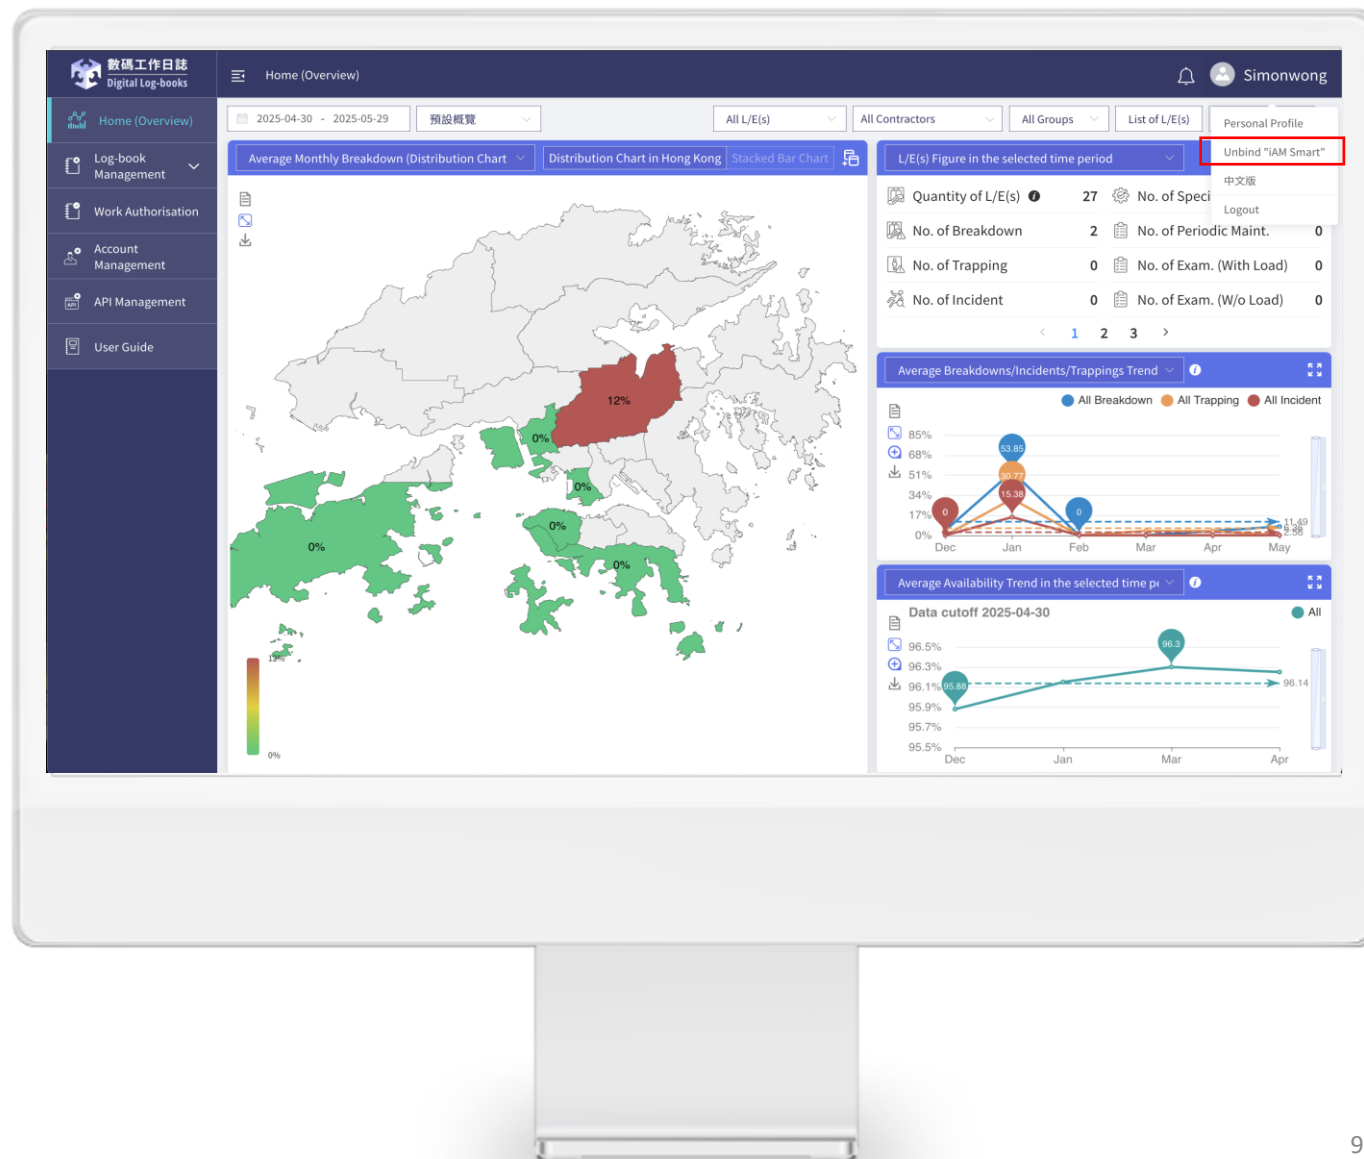 數碼工作日誌
Digital Log-books
Home (Overview)
Simonwong
Home (Overview)
Log-book
Management
Work Authorisation
Account
Management
API Management
User Guide
2025-04-30 - 2025-05-29
預設概覽
All L/E(s)
All Contractors
All Groups
List of L/E(s)
Personal Profile
Unbind "iAM Smart"
中文版
Logout
Average Monthly Breakdown (Distribution Chart
Distribution Chart in Hong Kong
Stacked Bar Chart
12%
0%
0%
0%
0%
0%
12%
0%
L/E(s) Figure in the selected time period
Quantity of L/E(s) 27
No. of Speci
No. of Breakdown 2
No. of Periodic Maint. 0
No. of Trapping 0
No. of Exam. (With Load) 0
No. of Incident 0
No. of Exam. (W/o Load) 0
< 1 2 3 >
Average Breakdowns/Incidents/Trappings Trend
All Breakdown All Trapping All Incident
85%
68%
51%
34%
17%
0%
53.85
30.77
15.38
0
0
11.49
Dec Jan Feb Mar Apr May
Average Availability Trend in the selected time
Data cutoff 2025-04-30
All
96.5%
96.3%
96.1%
95.9%
95.7%
95.5%
95.88
96.3
96.14
Dec Jan Mar Apr
9